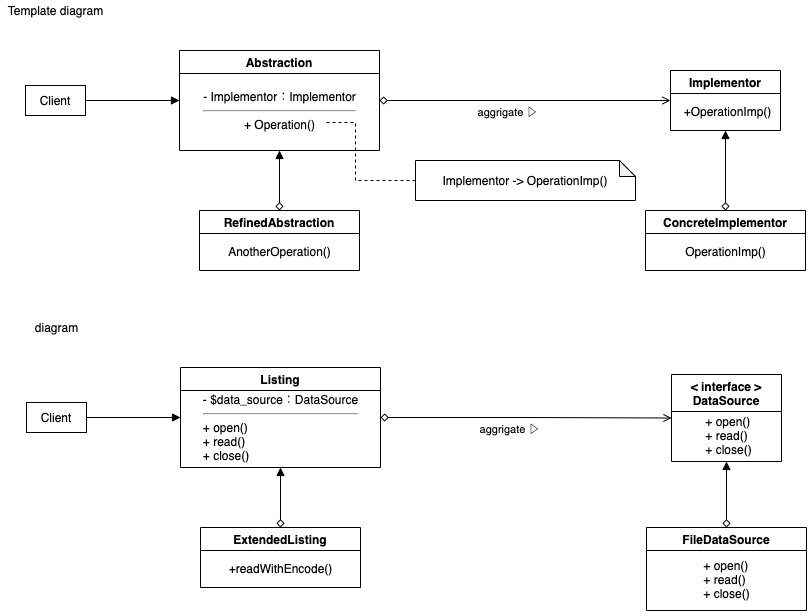 Template diagram
Abstraction
- Implementor : Implementor
+ Operation()
Client
aggrigate ▷
Implementor
+OperationImp()
Implementor -> OperationImp()
RefinedAbstraction
AnotherOperation()
ConcreteImplementor
OperationImp()
diagram
Listing
- $data_source : DataSource
+ open()
+ read()
+ close()
Client
aggrigate ▷
< interface >
DataSource
+ open()
+ read()
+ close()
ExtendedListing
+readWithEncode()
FileDataSource
+ open()
+ read()
+ close()